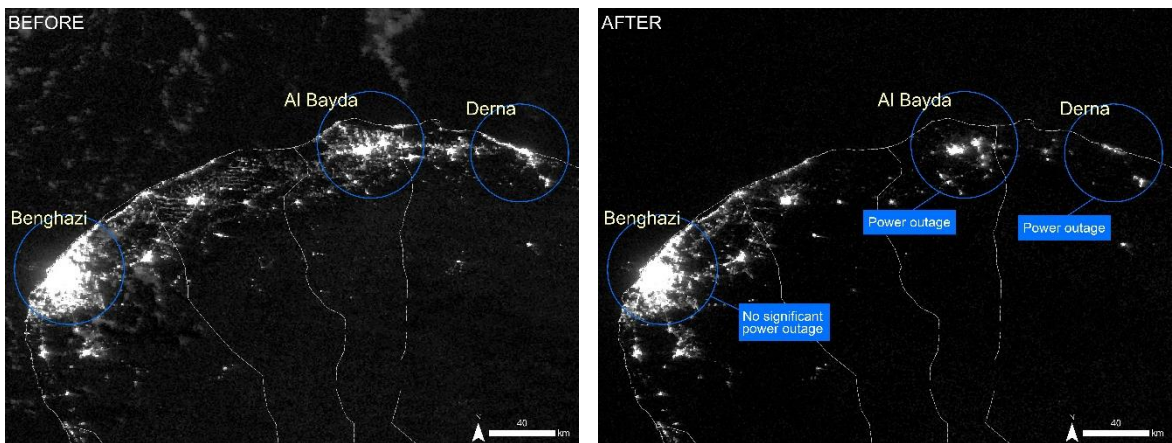 BEFORE
Al Bayda
Derna
Benghazi
N
40
km
AFTER
Al Bayda
Derna
Power outage
Power outage
Benghazi
No significant
power outage
N
40
km